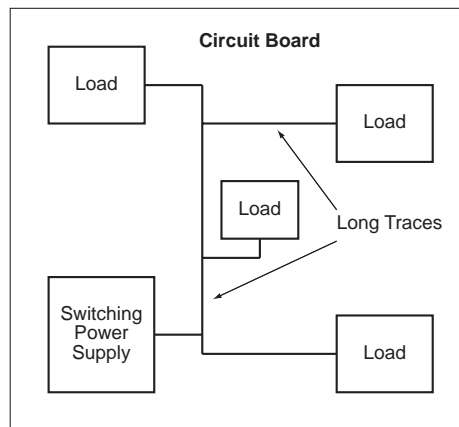 Circuit Board
Load
Load
Load
Long Traces
Switching
Power
Supply
Load